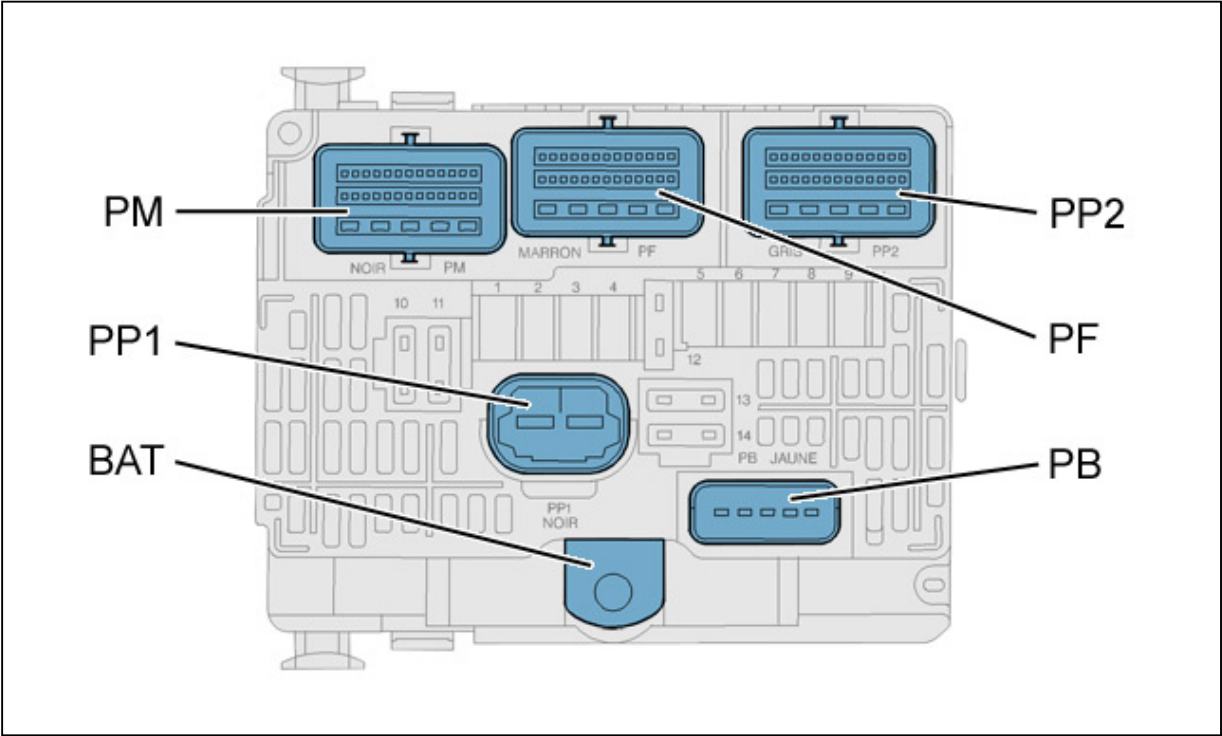 PM
PP2
NOIR PM
MARRON PF
GRIS PP2
1 2 3 4
5 6 7 8 9
10 11
PP1
12
PF
13
14
BAT
PB JAUNE
PB
PP1
NOIR